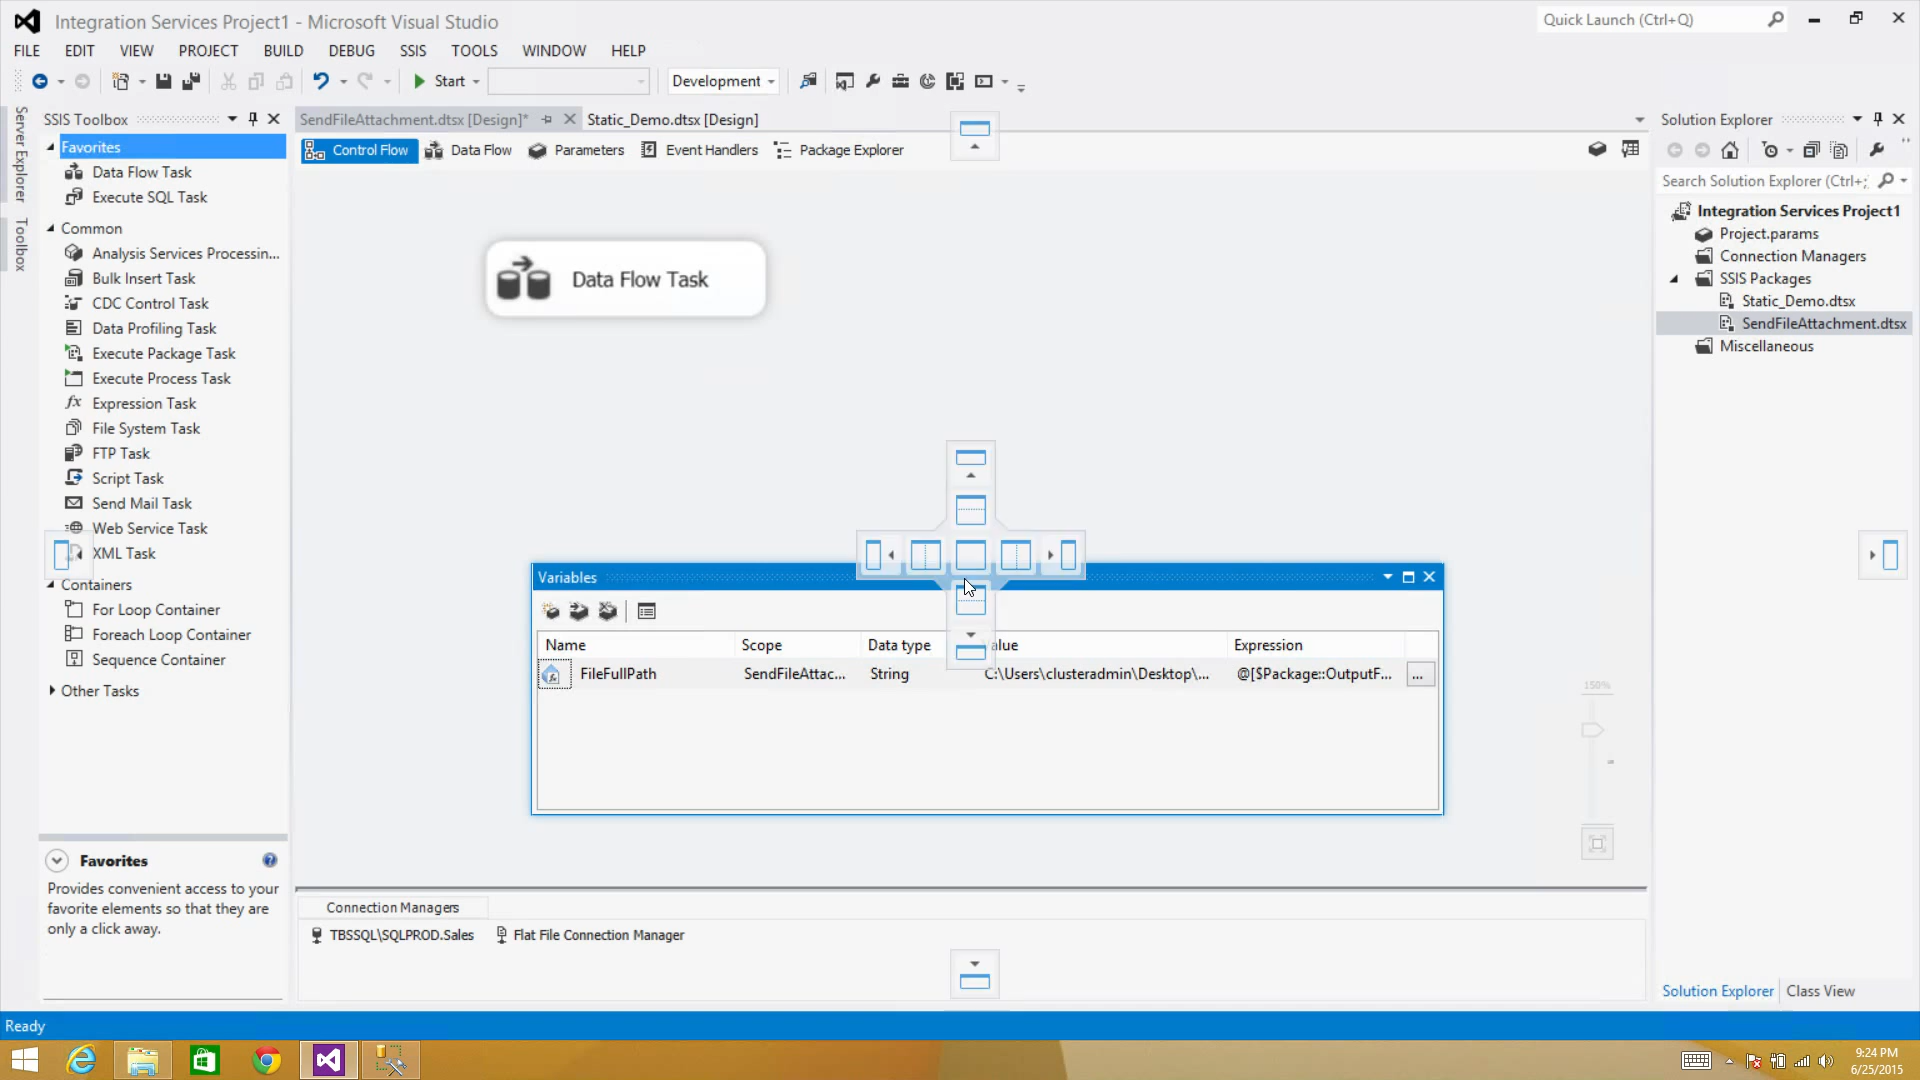 Integration Services Project1 - Microsoft Visual Studio
Quick Launch (Ctrl+Q)
FILE EDIT VIEW PROJECT BUILD DEBUG SSIS TOOLS WINDOW HELP
Start Development
Server Explorer
Toolbox
SSIS Toolbox
Favorites
Data Flow Task
Execute SQL Task
Common
Analysis Services Processin...
Bulk Insert Task
CDC Control Task
Data Profiling Task
Execute Package Task
Execute Process Task
Expression Task
File System Task
FTP Task
Script Task
Send Mail Task
Web Service Task
XML Task
Containers
For Loop Container
Foreach Loop Container
Sequence Container
Other Tasks
Favorites
Provides convenient access to your
favorite elements so that they are
only a click away.
SendFileAttachment.dtsx [Design]* Static_Demo.dtsx [Design]
Control Flow Data Flow Parameters Event Handlers Package Explorer
Data Flow Task
Variables
Name Scope Data type alue Expression
FileFullPath SendFileAttac... String C:\Users\clusteradmin\Desktop\... @[$Package::OutputF... ...
150%
Connection Managers
TBSSQL\SQLPROD.Sales Flat File Connection Manager
Solution Explorer
Search Solution Explorer (Ctrl+;
Integration Services Project1
Project.params
Connection Managers
SSIS Packages
Static_Demo.dtsx
SendFileAttachment.dtsx
Miscellaneous
Solution Explorer Class View
Ready
9:24 PM
6/25/2015